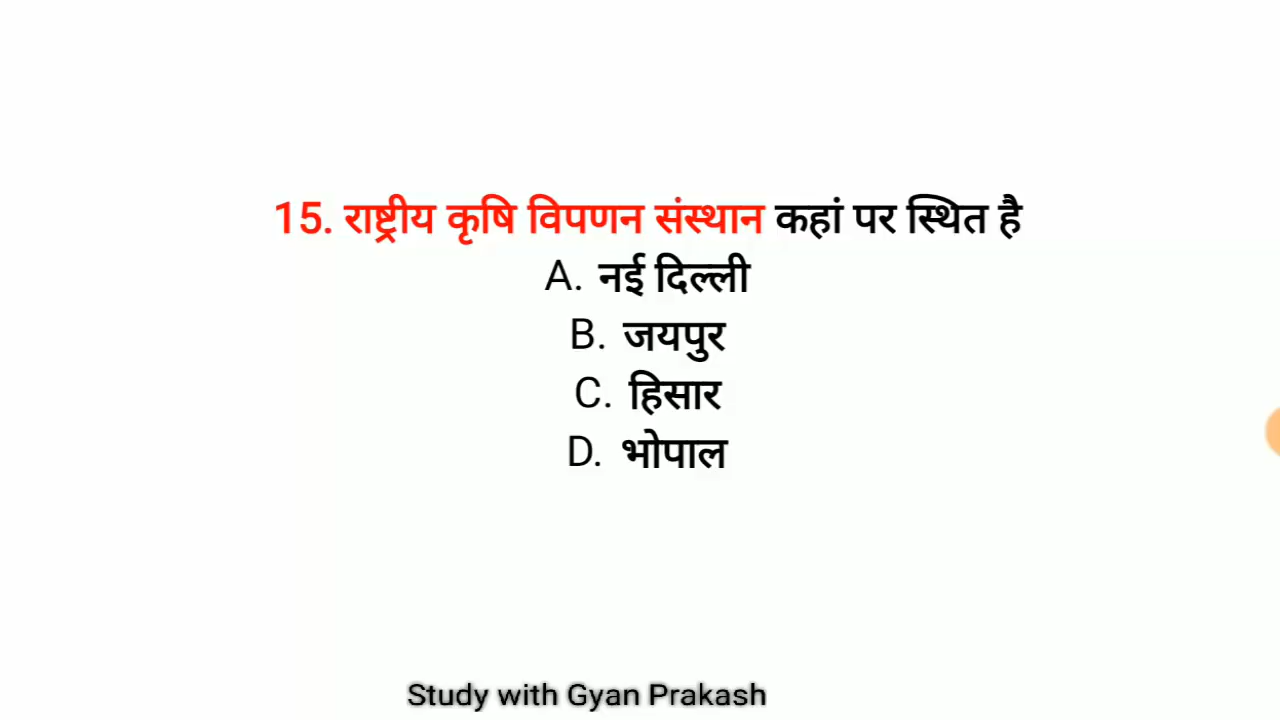 15. राष्ट्रीय कृषि विपणन संस्थान कहां पर स्थित है
A. नई दिल्ली
B. जयपुर
C. हिसार
D. भोपाल
Study with Gyan Prakash